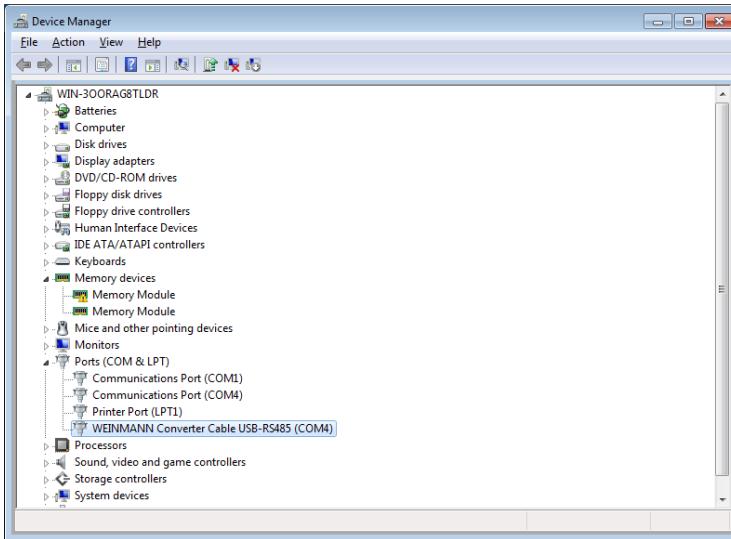 Device Manager
File Action View Help
WIN-3OORAG8TLDR
Batteries
Computer
Disk drives
Display adapters
DVD/CD-ROM drives
Floppy disk drives
Floppy drive controllers
Human Interface Devices
IDE ATA/ATAPI controllers
Keyboards
Memory devices
Memory Module
Memory Module
Mice and other pointing devices
Monitors
Ports (COM & LPT)
Communications Port (COM1)
Communications Port (COM4)
Printer Port (LPT1)
WEINMANN Converter Cable USB-RS485 (COM4)
Processors
Sound, video and game controllers
Storage controllers
System devices